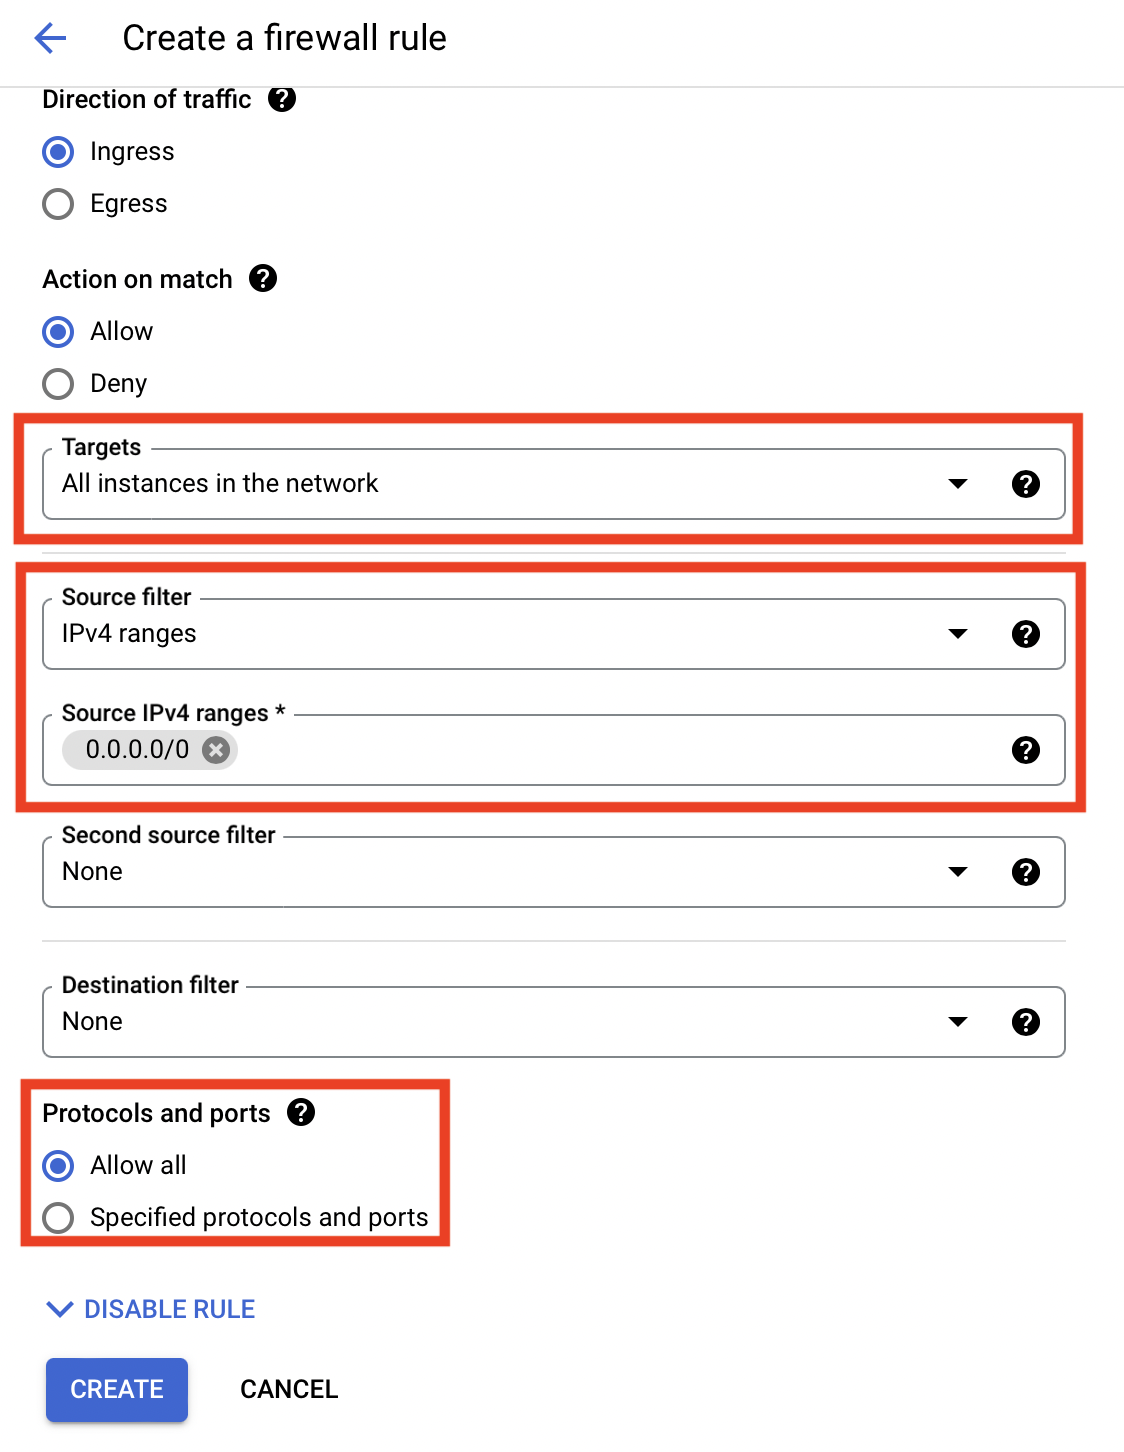 Create a firewall rule
Direction of traffic ?
Ingress
Egress
Action on match ?
Allow
Deny
Targets
All instances in the network ?
Source filter
IPv4 ranges ?
Source IPv4 ranges *
0.0.0.0/0 ?
Second source filter
None ?
Destination filter
None ?
Protocols and ports ?
Allow all
Specified protocols and ports
DISABLE RULE
CREATE CANCEL